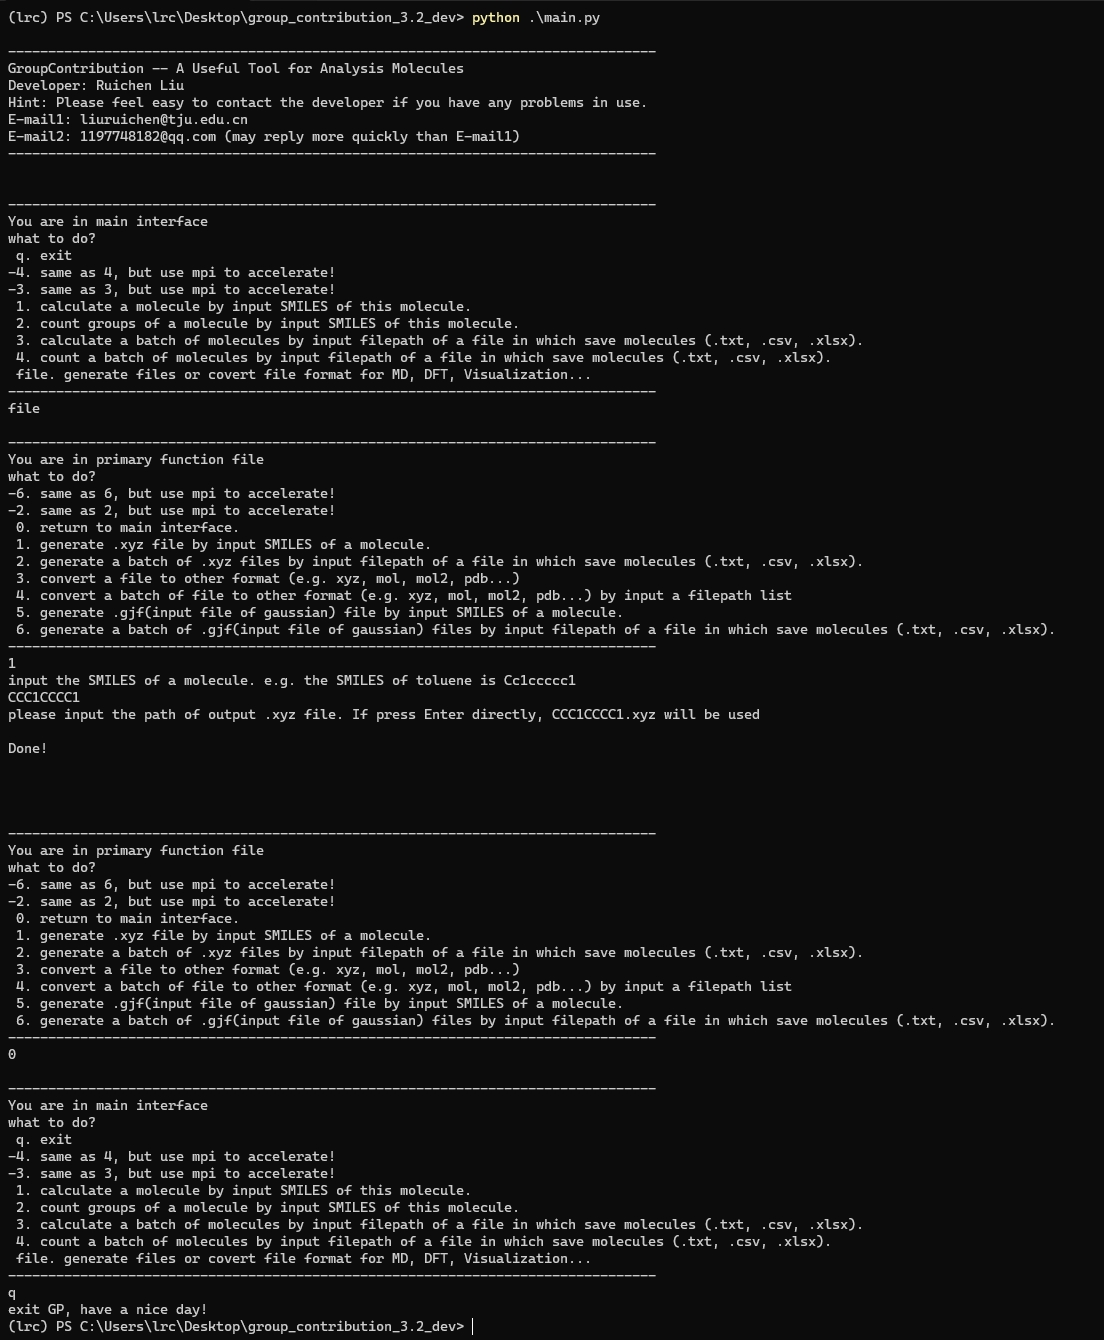 (lrc) PS C:\Users\lrc\Desktop\group_contribution_3.2_dev> python .\main.py
---------------------------------------------------------------------------------
GroupContribution -- A Useful Tool for Analysis Molecules
Developer: Ruichen Liu
Hint: Please feel easy to contact the developer if you have any problems in use.
E-mail1: liuruichen@tju.edu.cn
E-mail2: 1197748182@qq.com (may reply more quickly than E-mail1)
---------------------------------------------------------------------------------
---------------------------------------------------------------------------------
You are in main interface
what to do?
 q. exit
-4. same as 4, but use mpi to accelerate!
-3. same as 3, but use mpi to accelerate!
 1. calculate a molecule by input SMILES of this molecule.
 2. count groups of a molecule by input SMILES of this molecule.
 3. calculate a batch of molecules by input filepath of a file in which save molecules (.txt, .csv, .xlsx).
 4. count a batch of molecules by input filepath of a file in which save molecules (.txt, .csv, .xlsx).
 file. generate files or covert file format for MD, DFT, Visualization...
---------------------------------------------------------------------------------
file
---------------------------------------------------------------------------------
You are in primary function file
what to do?
-6. same as 6, but use mpi to accelerate!
-2. same as 2, but use mpi to accelerate!
 0. return to main interface.
 1. generate .xyz file by input SMILES of a molecule.
 2. generate a batch of .xyz files by input filepath of a file in which save molecules (.txt, .csv, .xlsx).
 3. convert a file to other format (e.g. xyz, mol, mol2, pdb...)
 4. convert a batch of file to other format (e.g. xyz, mol, mol2, pdb...) by input a filepath list
 5. generate .gjf(input file of gaussian) file by input SMILES of a molecule.
 6. generate a batch of .gjf(input file of gaussian) files by input filepath of a file in which save molecules (.txt, .csv, .xlsx).
---------------------------------------------------------------------------------
1
input the SMILES of a molecule. e.g. the SMILES of toluene is Cc1ccccc1
CCC1CCCC1
please input the path of output .xyz file. If press Enter directly, CCC1CCCC1.xyz will be used
Done!
---------------------------------------------------------------------------------
You are in primary function file
what to do?
-6. same as 6, but use mpi to accelerate!
-2. same as 2, but use mpi to accelerate!
 0. return to main interface.
 1. generate .xyz file by input SMILES of a molecule.
 2. generate a batch of .xyz files by input filepath of a file in which save molecules (.txt, .csv, .xlsx).
 3. convert a file to other format (e.g. xyz, mol, mol2, pdb...)
 4. convert a batch of file to other format (e.g. xyz, mol, mol2, pdb...) by input a filepath list
 5. generate .gjf(input file of gaussian) file by input SMILES of a molecule.
 6. generate a batch of .gjf(input file of gaussian) files by input filepath of a file in which save molecules (.txt, .csv, .xlsx).
---------------------------------------------------------------------------------
0
---------------------------------------------------------------------------------
You are in main interface
what to do?
 q. exit
-4. same as 4, but use mpi to accelerate!
-3. same as 3, but use mpi to accelerate!
 1. calculate a molecule by input SMILES of this molecule.
 2. count groups of a molecule by input SMILES of this molecule.
 3. calculate a batch of molecules by input filepath of a file in which save molecules (.txt, .csv, .xlsx).
 4. count a batch of molecules by input filepath of a file in which save molecules (.txt, .csv, .xlsx).
 file. generate files or covert file format for MD, DFT, Visualization...
---------------------------------------------------------------------------------
q
exit GP, have a nice day!
(lrc) PS C:\Users\lrc\Desktop\group_contribution_3.2_dev>